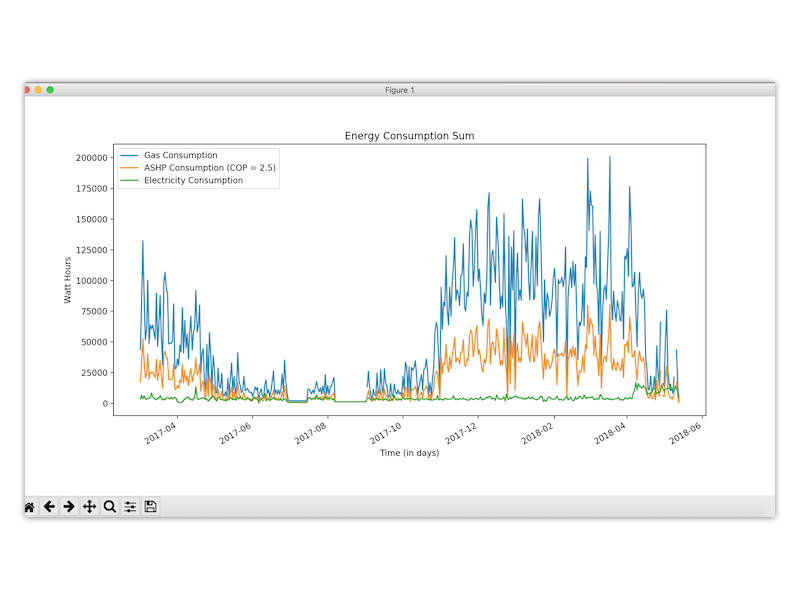 Figure 1
Energy Consumption Sum
Gas Consumption
ASHP Consumption (COP = 2.5)
Electricity Consumption
Watt Hours
200000
175000
150000
125000
100000
75000
50000
25000
0
2017-04
2017-06
2017-08
2017-10
2017-12
2018-02
2018-04
2018-06
Time (in days)